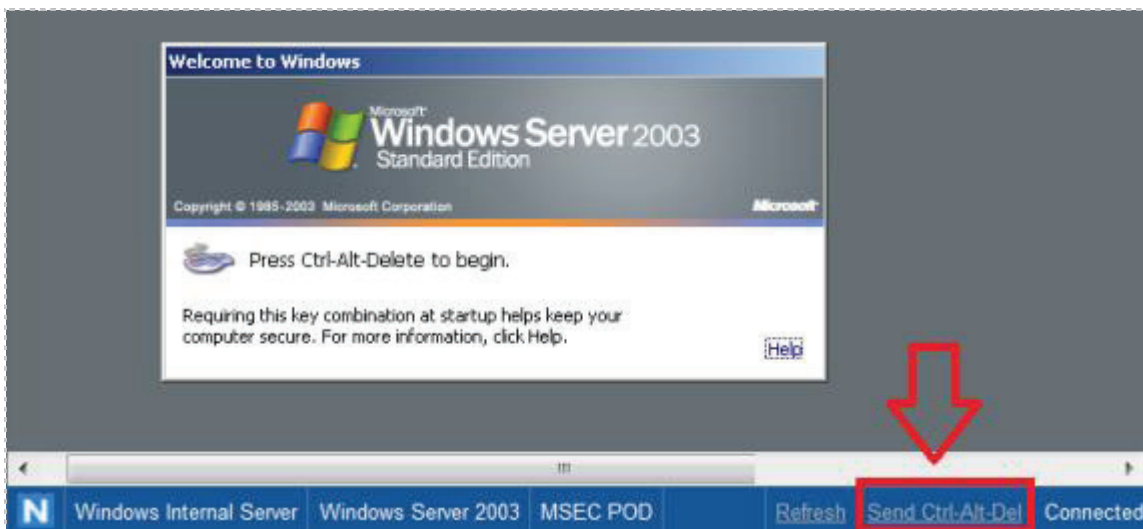 Welcome to Windows
Microsoft
Windows Server 2003
Standard Edition
Copyright © 1985-2003 Microsoft Corporation
Microsoft
Press Ctrl-Alt-Delete to begin.
Requiring this key combination at startup helps keep your
computer secure. For more information, click Help.
Help
N Windows Internal Server Windows Server 2003 MSEC POD Refresh Send Ctrl-Alt-Del Connected